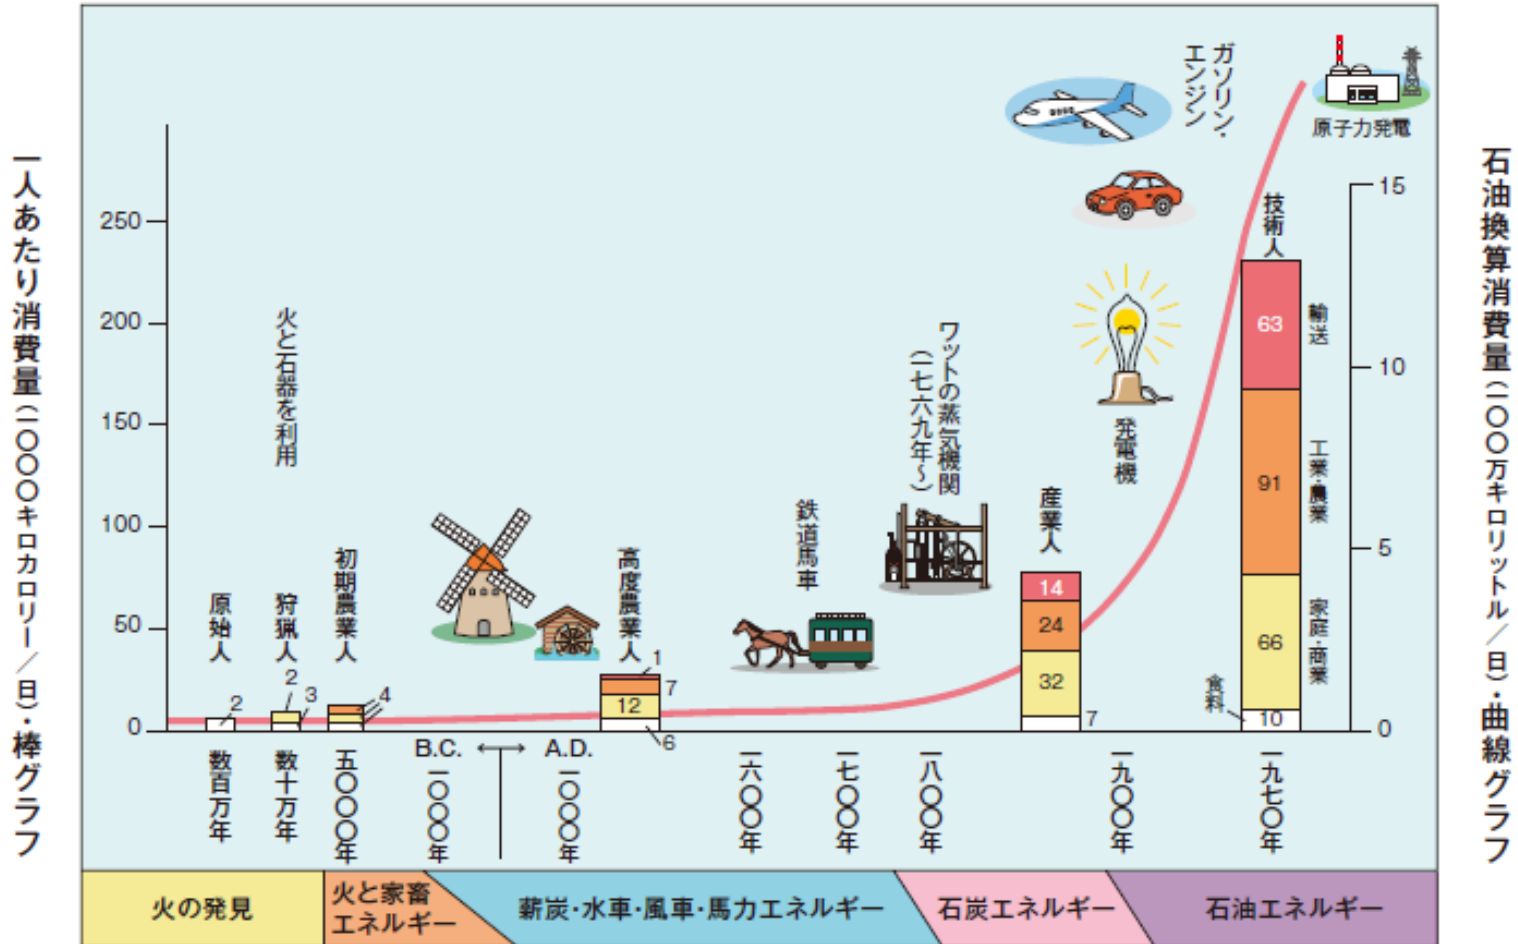 一人あたり消費量(一〇〇〇キロカロリー/日)・棒グラフ
石油換算消費量(一〇〇万キロリットル/日)・曲線グラフ
250
200
150
100
50
0
15
10
5
0
火と石器を利用
ワットの蒸気機関
(一七六九年〜)
鉄道馬車
発電機
ガソリン・
エンジン
原子力発電
原始人
2
狩猟人
2
3
初期農業人
4
高度農業人
1
7
12
6
産業人
14
24
32
7
技術人
63
91
66
10
輸送
工業・農業
家庭・商業
食料
数百万年
数十万年
五〇〇〇年
B.C.
A.D.
一〇〇〇年
一〇〇〇年
一六〇〇年
一七〇〇年
一八〇〇年
一九〇〇年
一九七〇年
火の発見
火と家畜
エネルギー
薪炭・水車・風車・馬力エネルギー
石炭エネルギー
石油エネルギー